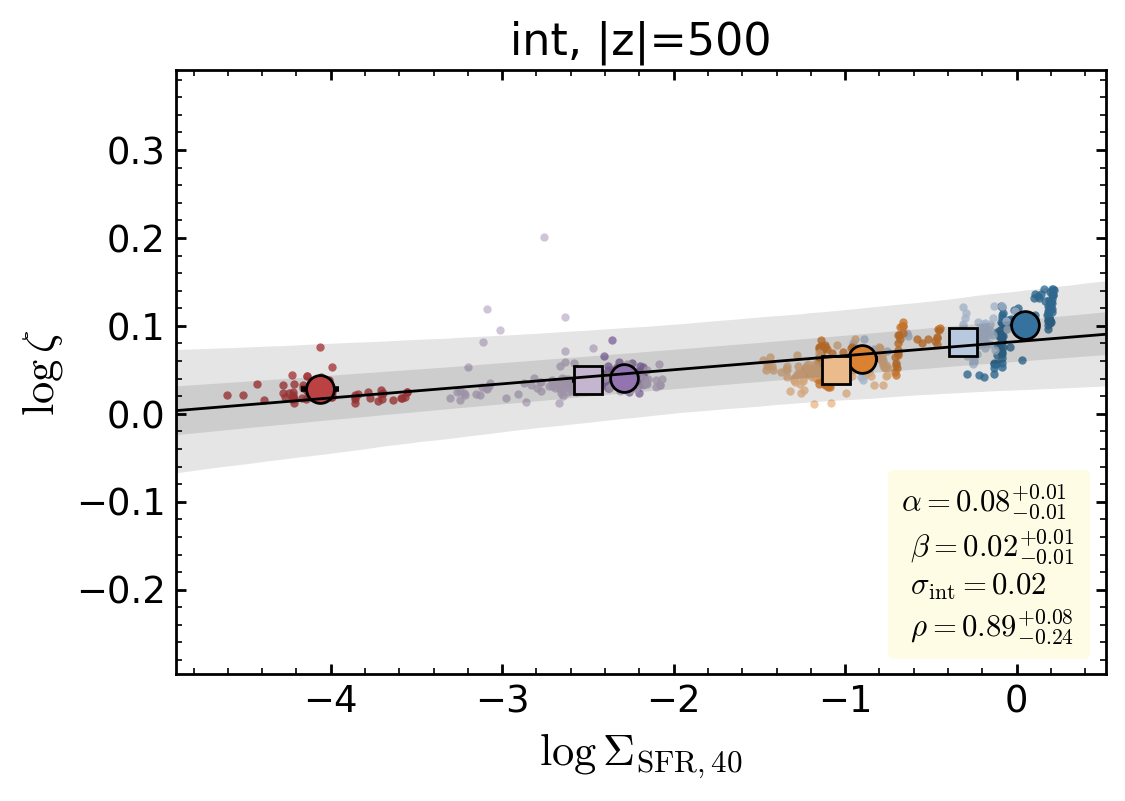 int, |z|=500
log ζ
0.3
0.2
0.1
0.0
−0.1
−0.2
α = 0.08 +0.01 −0.01
β = 0.02 +0.01 −0.01
σint = 0.02
ρ = 0.89 +0.08 −0.24
−4 −3 −2 −1 0
log ΣSFR, 40